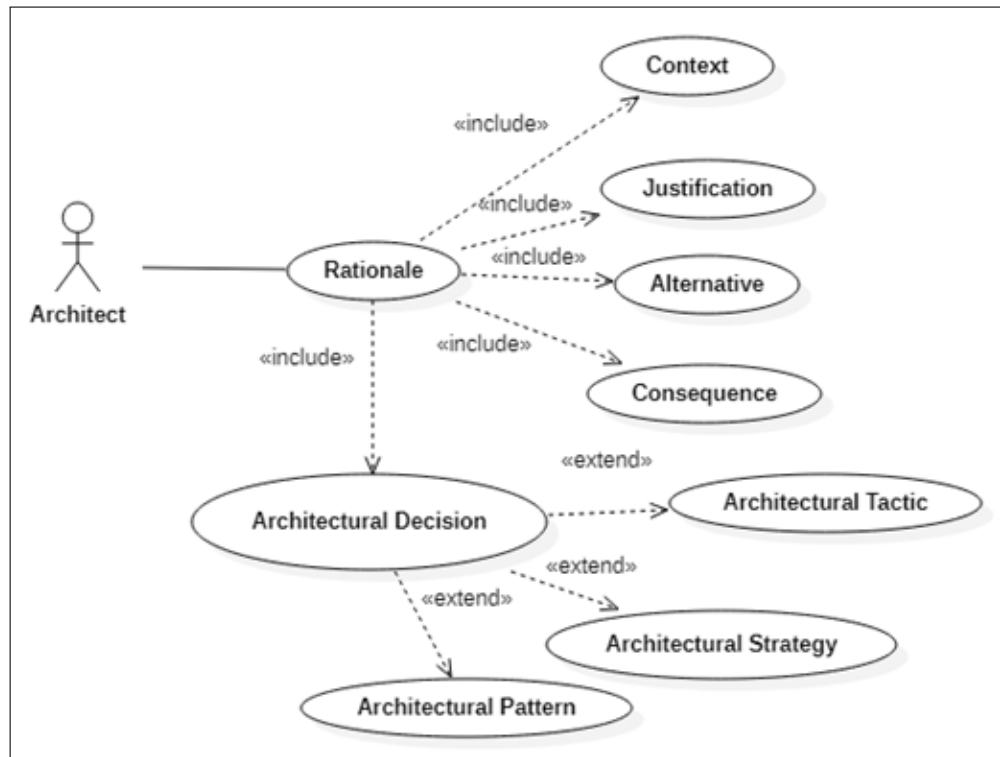 Context
«include»
Justification
«include»
Rationale
«include»
Alternative
Architect
«include»
«include»
Consequence
«extend»
Architectural Tactic
Architectural Decision
«extend»
«extend»
Architectural Strategy
Architectural Pattern